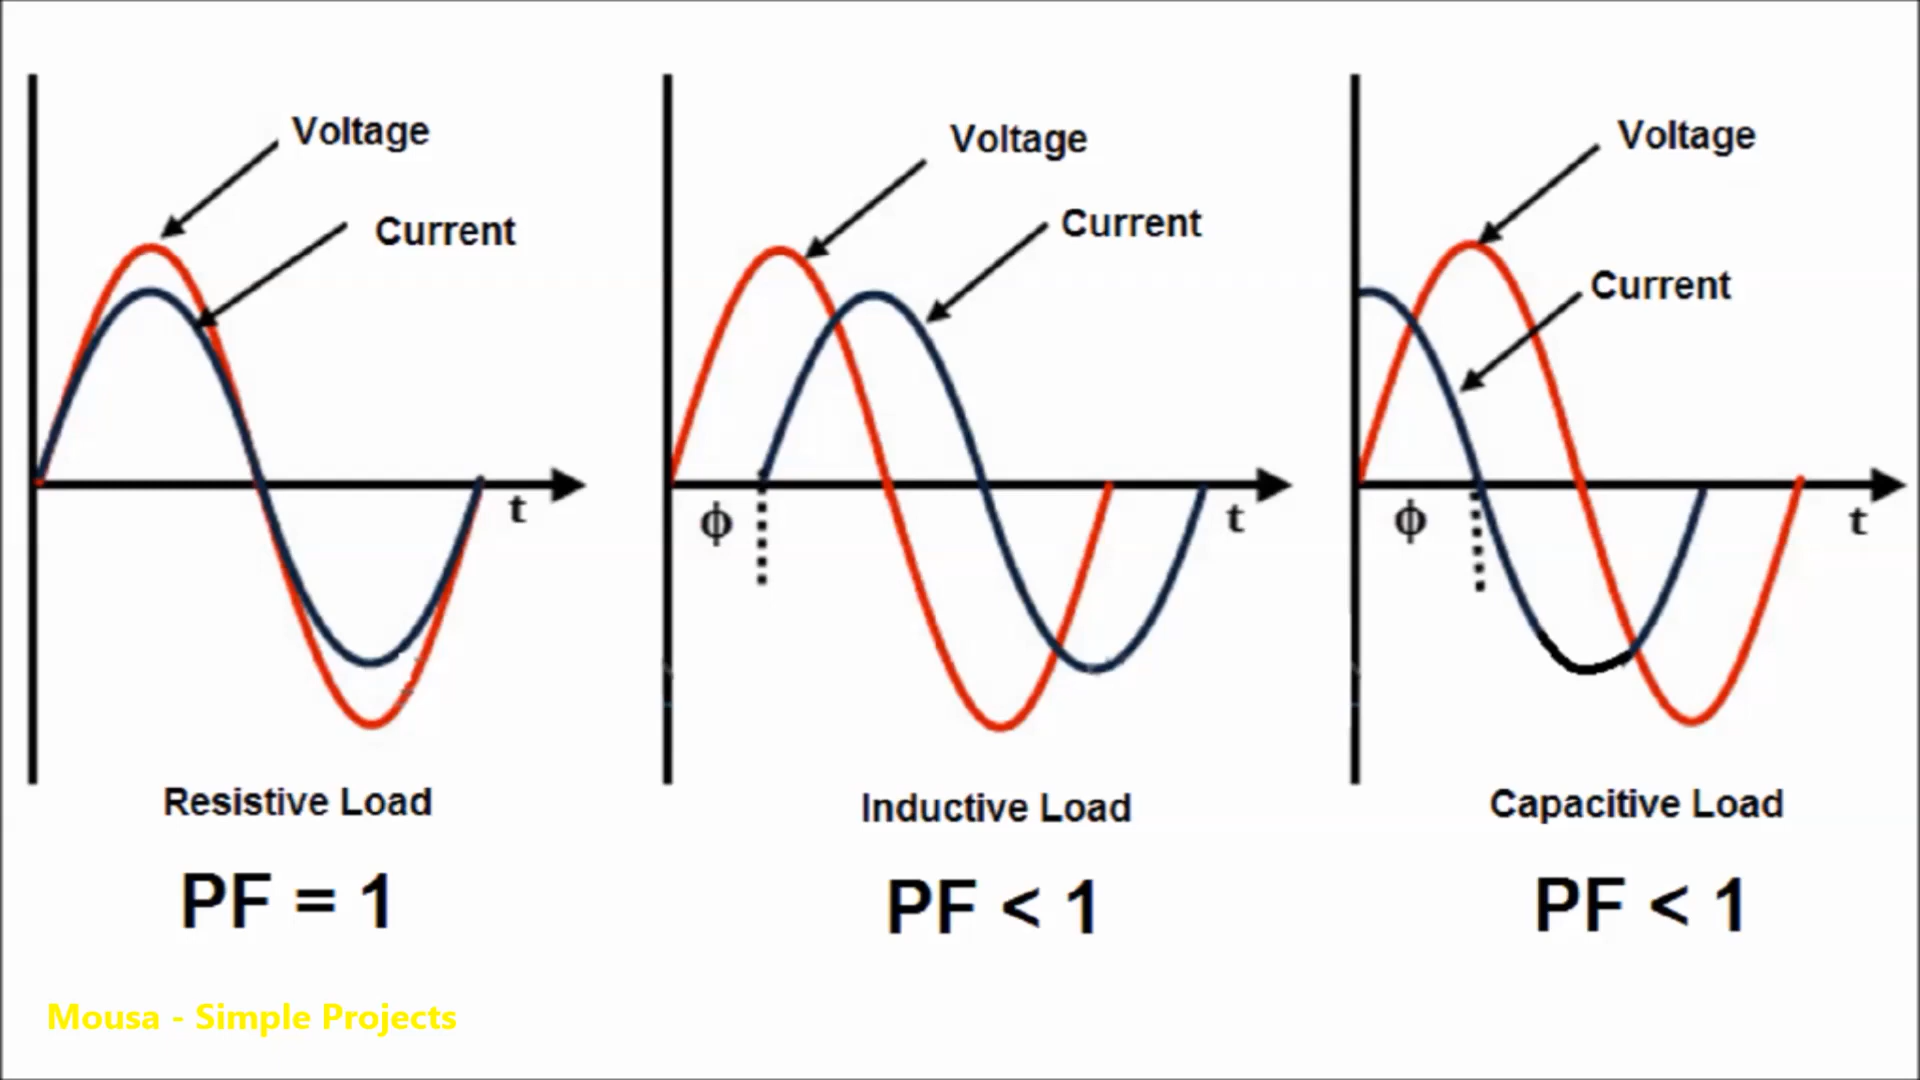 Voltage
Current
t
Resistive Load
PF = 1
Voltage
Current
ϕ
t
Inductive Load
PF < 1
Voltage
Current
ϕ
t
Capacitive Load
PF < 1
Mousa - Simple Projects